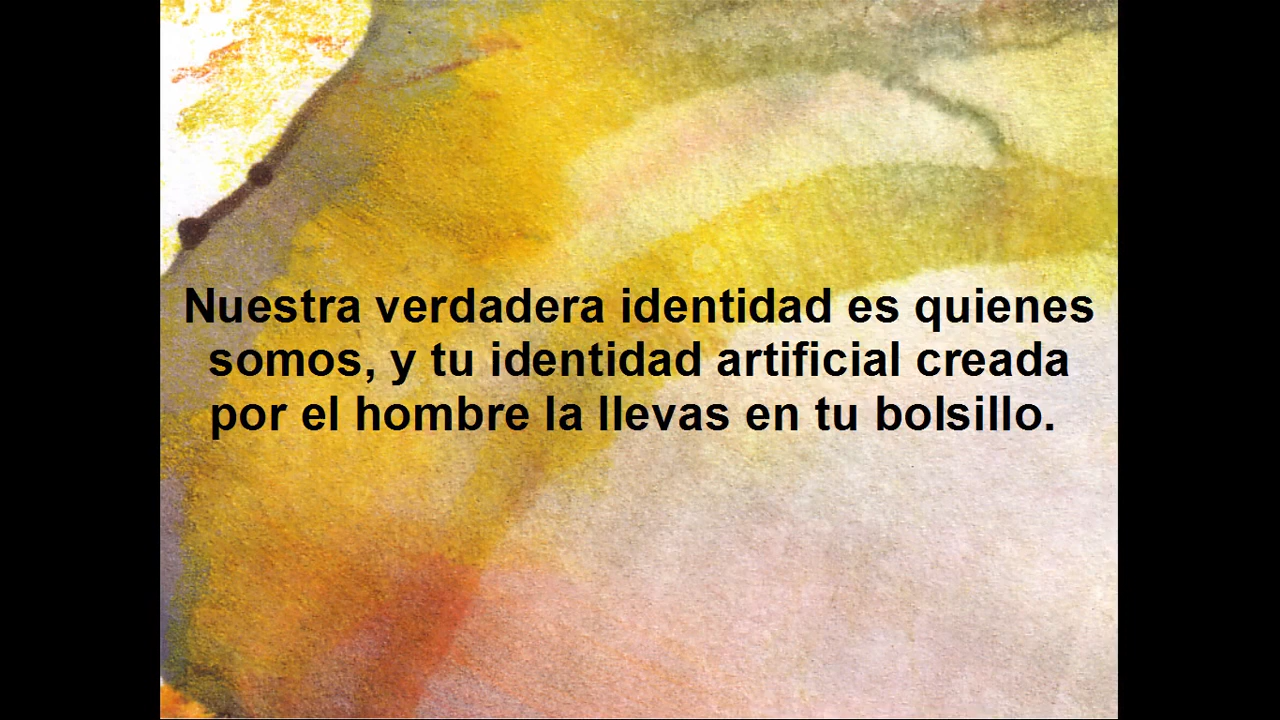 Nuestra verdadera identidad es quienes
somos, y tu identidad artificial creada
por el hombre la llevas en tu bolsillo.